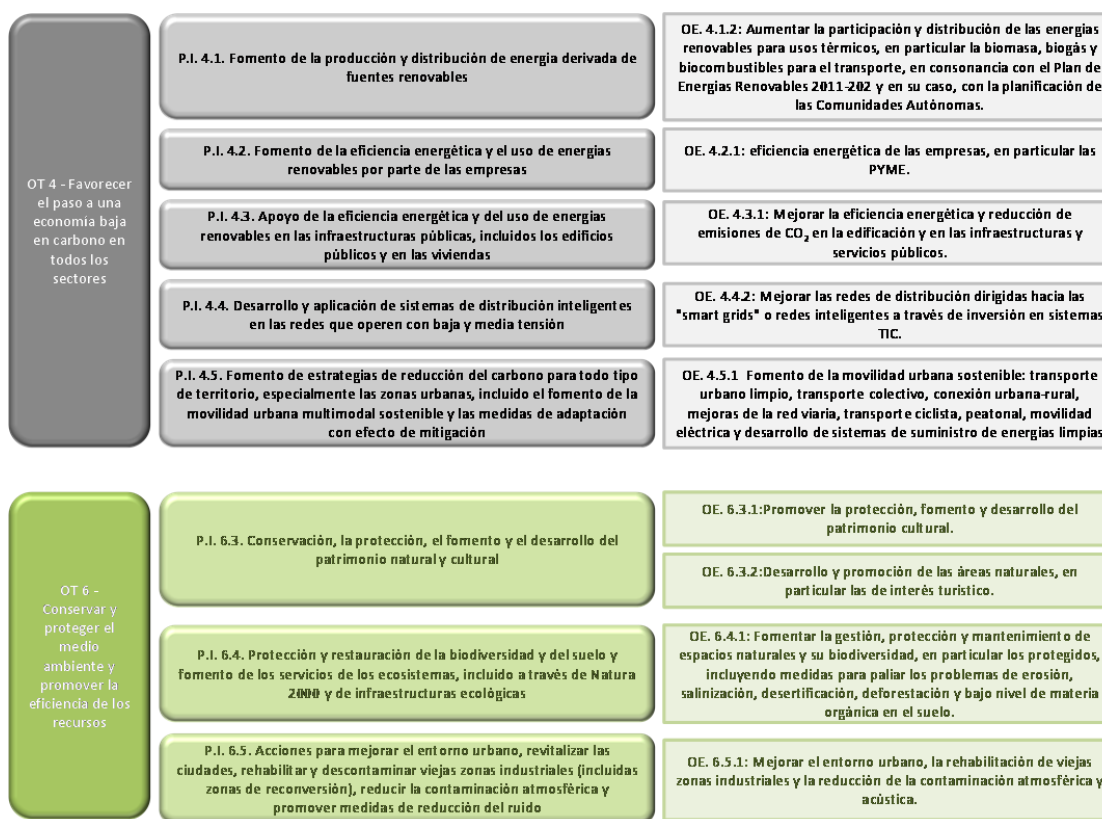 OT 4 - Favorecer
el paso a una
economía baja
en carbono en
todos los
sectores
P.I. 4.1. Fomento de la producción y distribución de energía derivada de
fuentes renovables
OE. 4.1.2: Aumentar la participación y distribución de las energías
renovables para usos térmicos, en particular la biomasa, biogás y
biocombustibles para el transporte, en consonancia con el Plan de
Energías Renovables 2011-202 y en su caso, con la planificación de
las Comunidades Autónomas.
P.I. 4.2. Fomento de la eficiencia energética y el uso de energías
renovables por parte de las empresas
OE. 4.2.1: eficiencia energética de las empresas, en particular las
PYME.
P.I. 4.3. Apoyo de la eficiencia energética y del uso de energías
renovables en las infraestructuras públicas, incluidos los edificios
públicos y en las viviendas
OE. 4.3.1: Mejorar la eficiencia energética y reducción de
emisiones de CO₂ en la edificación y en las infraestructuras y
servicios públicos.
P.I. 4.4. Desarrollo y aplicación de sistemas de distribución inteligentes
en las redes que operen con baja y media tensión
OE. 4.4.2: Mejorar las redes de distribución dirigidas hacia las
"smart grids" o redes inteligentes a través de inversión en sistemas
TIC.
P.I. 4.5. Fomento de estrategias de reducción del carbono para todo tipo
de territorio, especialmente las zonas urbanas, incluido el fomento de la
movilidad urbana multimodal sostenible y las medidas de adaptación
con efecto de mitigación
OE. 4.5.1 Fomento de la movilidad urbana sostenible: transporte
urbano limpio, transporte colectivo, conexión urbana-rural,
mejoras de la red viaria, transporte ciclista, peatonal, movilidad
eléctrica y desarrollo de sistemas de suministro de energías limpias
OT 6 -
Conservar y
proteger el
medio
ambiente y
promover la
eficiencia de los
recursos
P.I. 6.3. Conservación, la protección, el fomento y el desarrollo del
patrimonio natural y cultural
OE. 6.3.1:Promover la protección, fomento y desarrollo del
patrimonio cultural.
OE. 6.3.2:Desarrollo y promoción de las áreas naturales, en
particular las de interés turístico.
P.I. 6.4. Protección y restauración de la biodiversidad y del suelo y
fomento de los servicios de los ecosistemas, incluido a través de Natura
2000 y de infraestructuras ecológicas
OE. 6.4.1: Fomentar la gestión, protección y mantenimiento de
espacios naturales y su biodiversidad, en particular los protegidos,
incluyendo medidas para paliar los problemas de erosión,
salinización, desertificación, deforestación y bajo nivel de materia
orgánica en el suelo.
P.I. 6.5. Acciones para mejorar el entorno urbano, revitalizar las
ciudades, rehabilitar y descontaminar viejas zonas industriales (incluidas
zonas de reconversión), reducir la contaminación atmosférica y
promover medidas de reducción del ruido
OE. 6.5.1: Mejorar el entorno urbano, la rehabilitación de viejas
zonas industriales y la reducción de la contaminación atmosférica y
acústica.